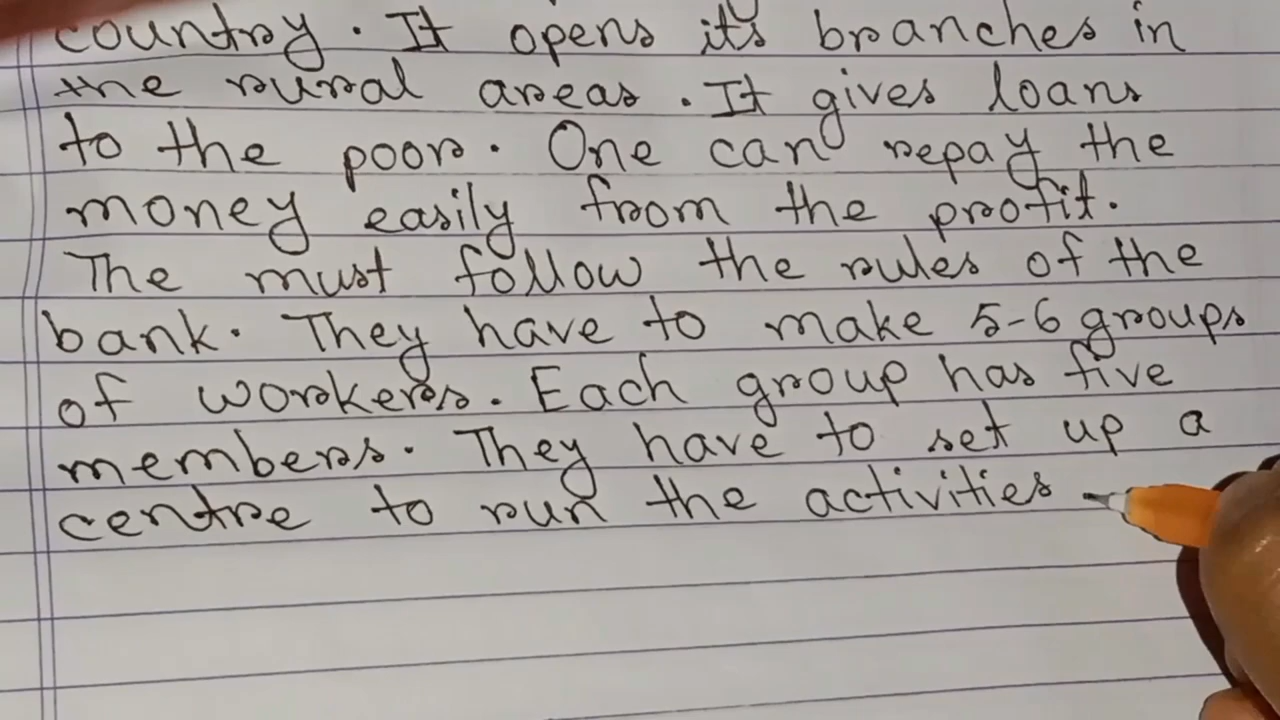 country. It opens its branches in
the rural areas. It gives loans
to the poor. One can repay the
money easily from the profit.
The must follow the rules of the
bank. They have to make 5-6 groups
of workers. Each group has five
members. They have to set up a
centre to run the activities